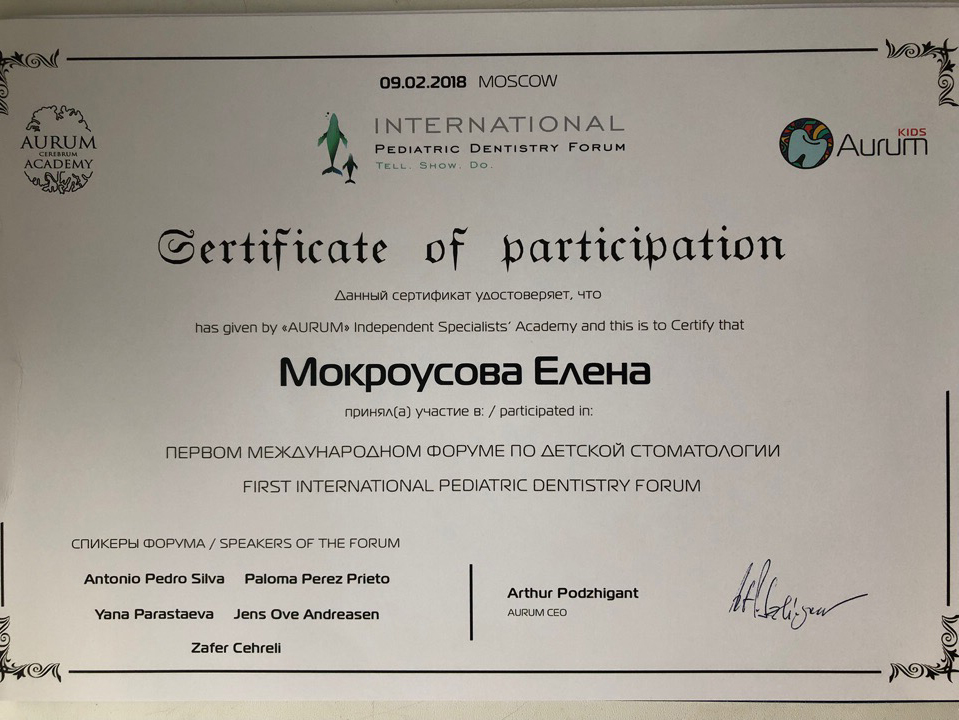 09.02.2018 MOSCOW
AURUM
CEREBRUM
ACADEMY
INTERNATIONAL
PEDIATRIC DENTISTRY FORUM
TELL. SHOW. DO.
KIDS
Aurum
Sertificate of participation
Данный сертификат удостоверяет, что
has given by «AURUM» Independent Specialists' Academy and this is to Certify that
Мокроусова Елена
принял(а) участие в: / participated in:
ПЕРВОМ МЕЖДУНАРОДНОМ ФОРУМЕ ПО ДЕТСКОЙ СТОМАТОЛОГИИ
FIRST INTERNATIONAL PEDIATRIC DENTISTRY FORUM
СПИКЕРЫ ФОРУМА / SPEAKERS OF THE FORUM
Antonio Pedro Silva Paloma Perez Prieto
Yana Parastaeva Jens Ove Andreasen
Zafer Cehreli
Arthur Podzhigant
AURUM CEO